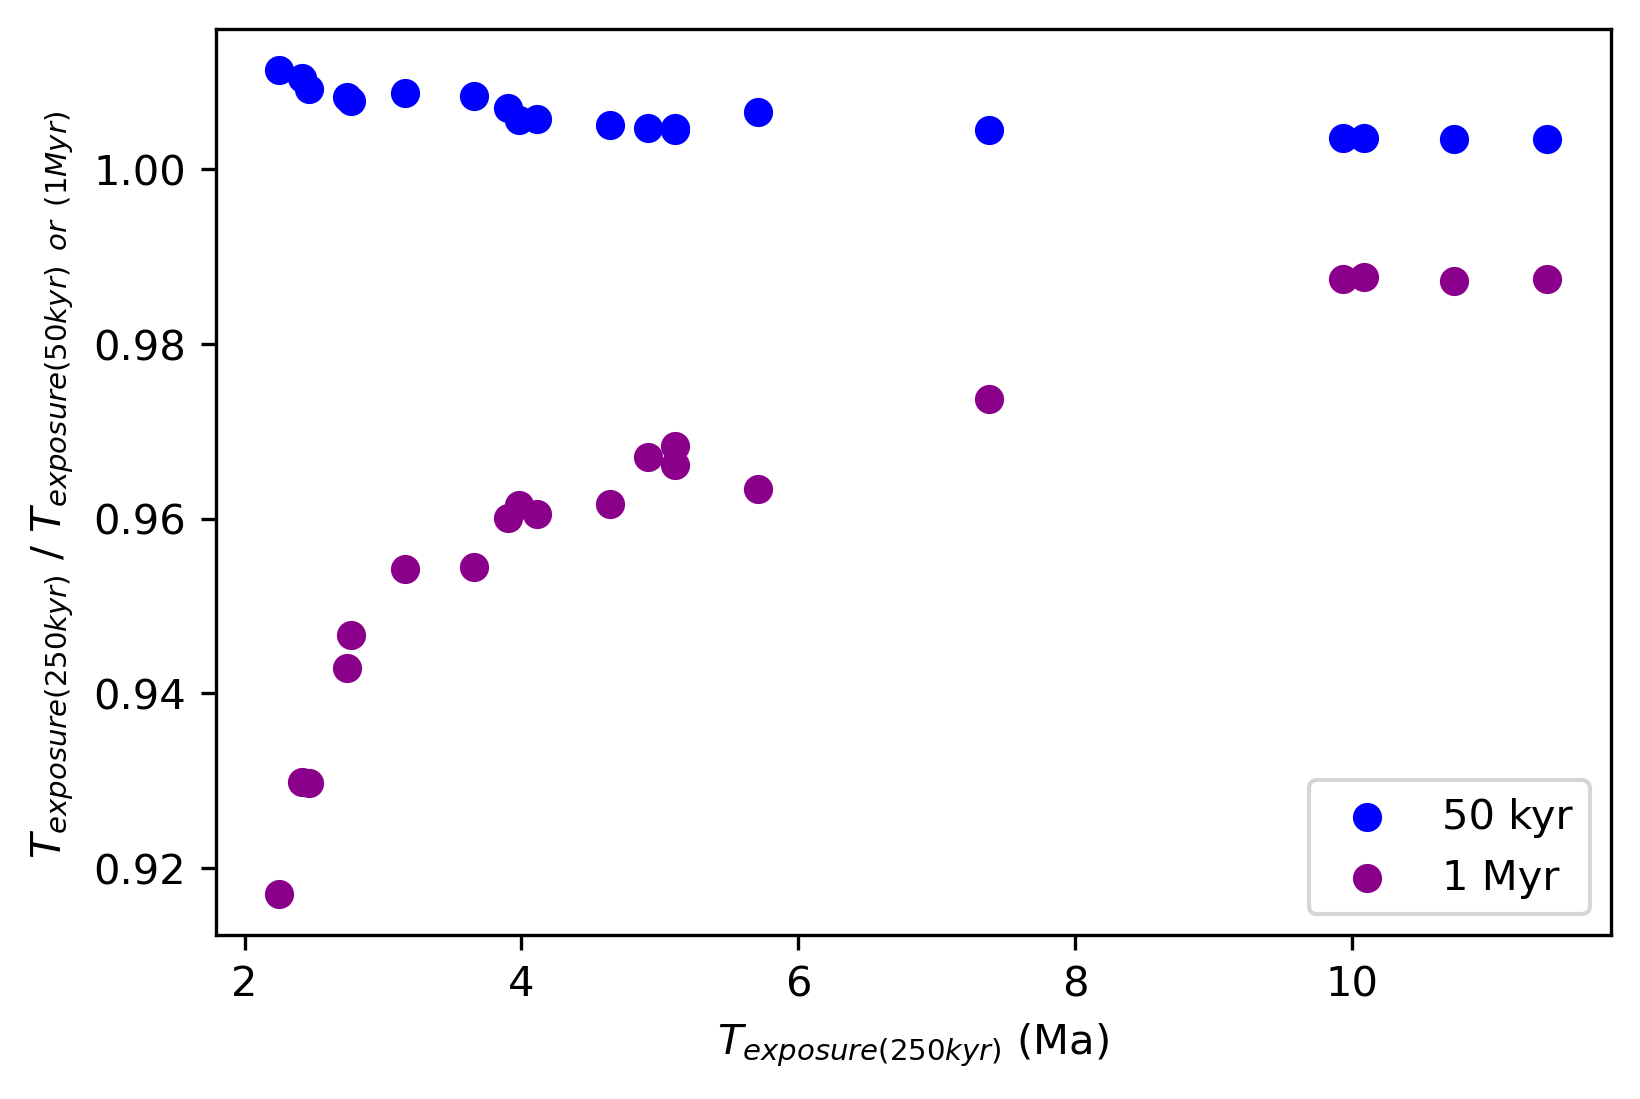 T_exposure(250kyr) / T_exposure(50kyr) or (1Myr)
1.00
0.98
0.96
0.94
0.92
2 4 6 8 10
T_exposure(250kyr) (Ma)
50 kyr
1 Myr